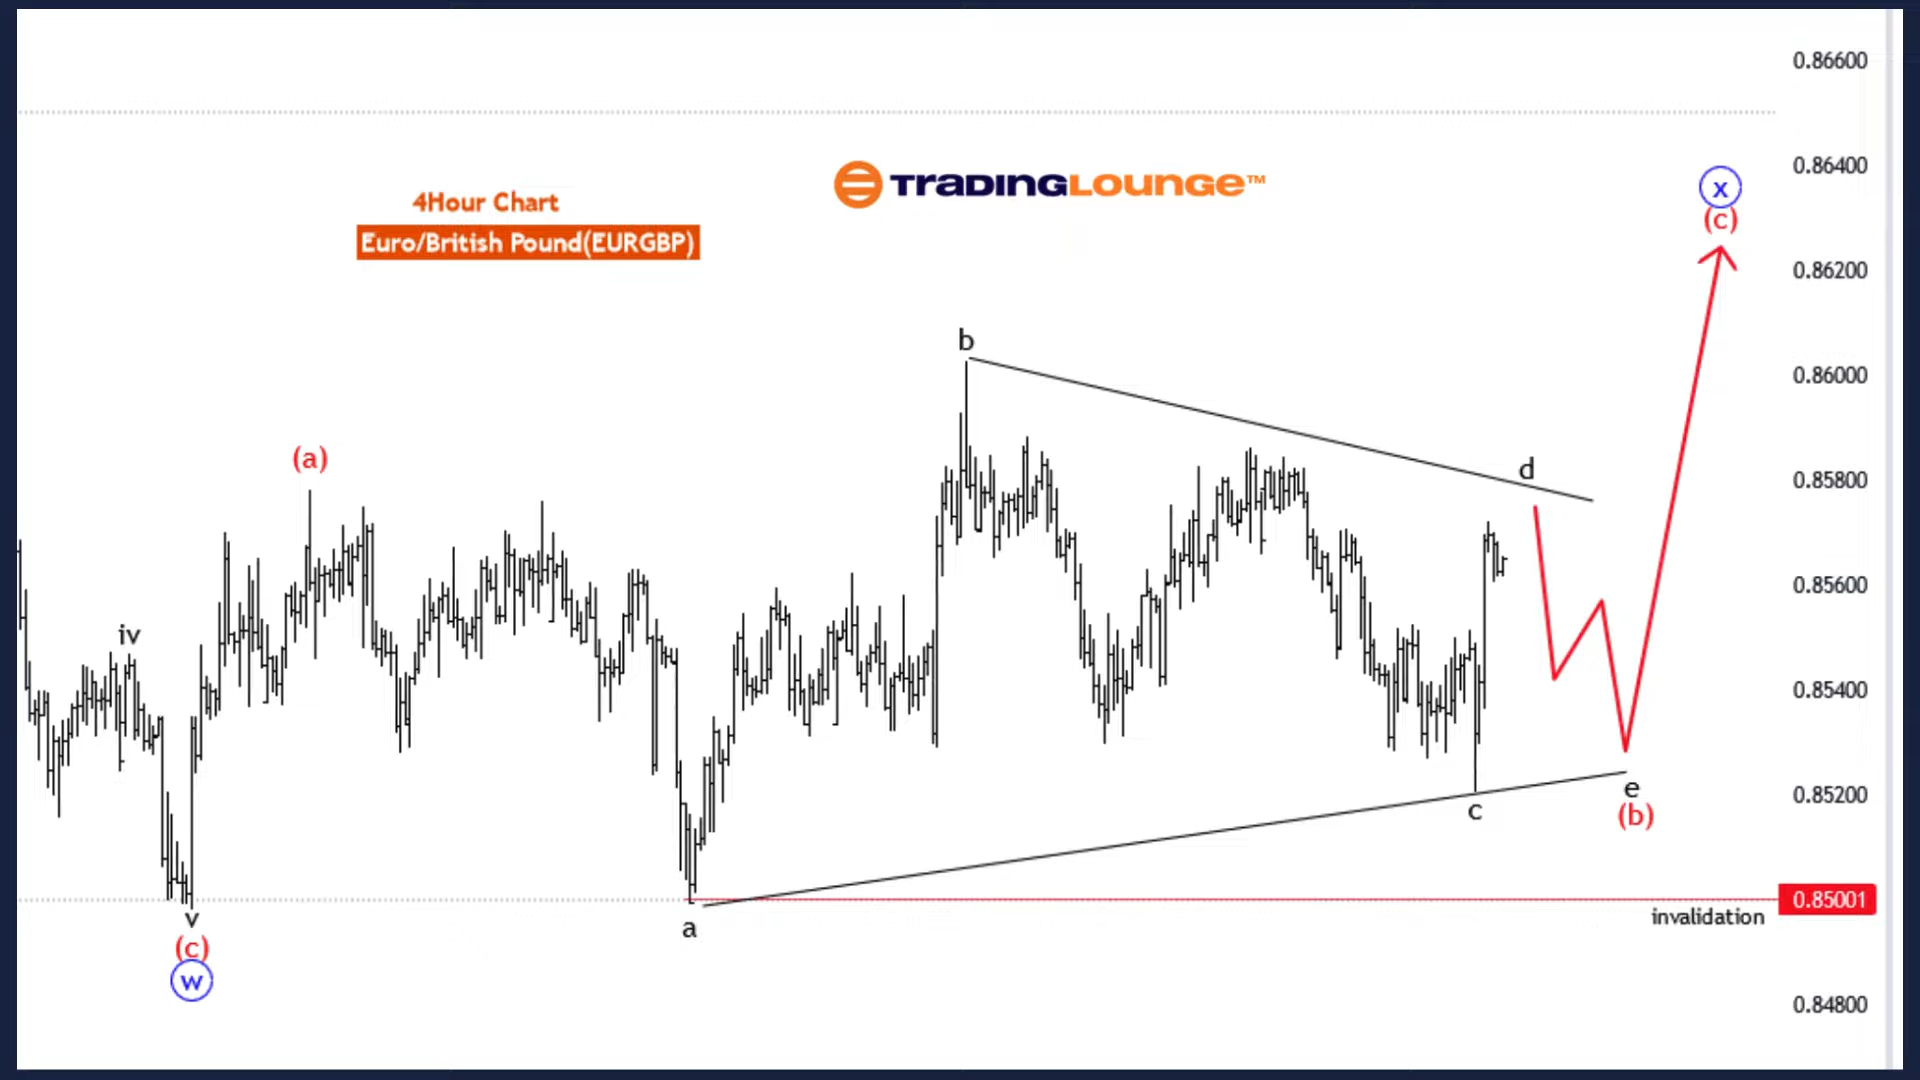 0.86600
0.86400
TRADINGLOUNGE™
x
4Hour Chart
(c)
Euro/British Pound(EURGBP)
0.86200
b
0.86000
(a)
d
0.85800
0.85600
iv
0.85400
e
0.85200
c
(b)
0.85001
v
invalidation
a
(c)
w
0.84800